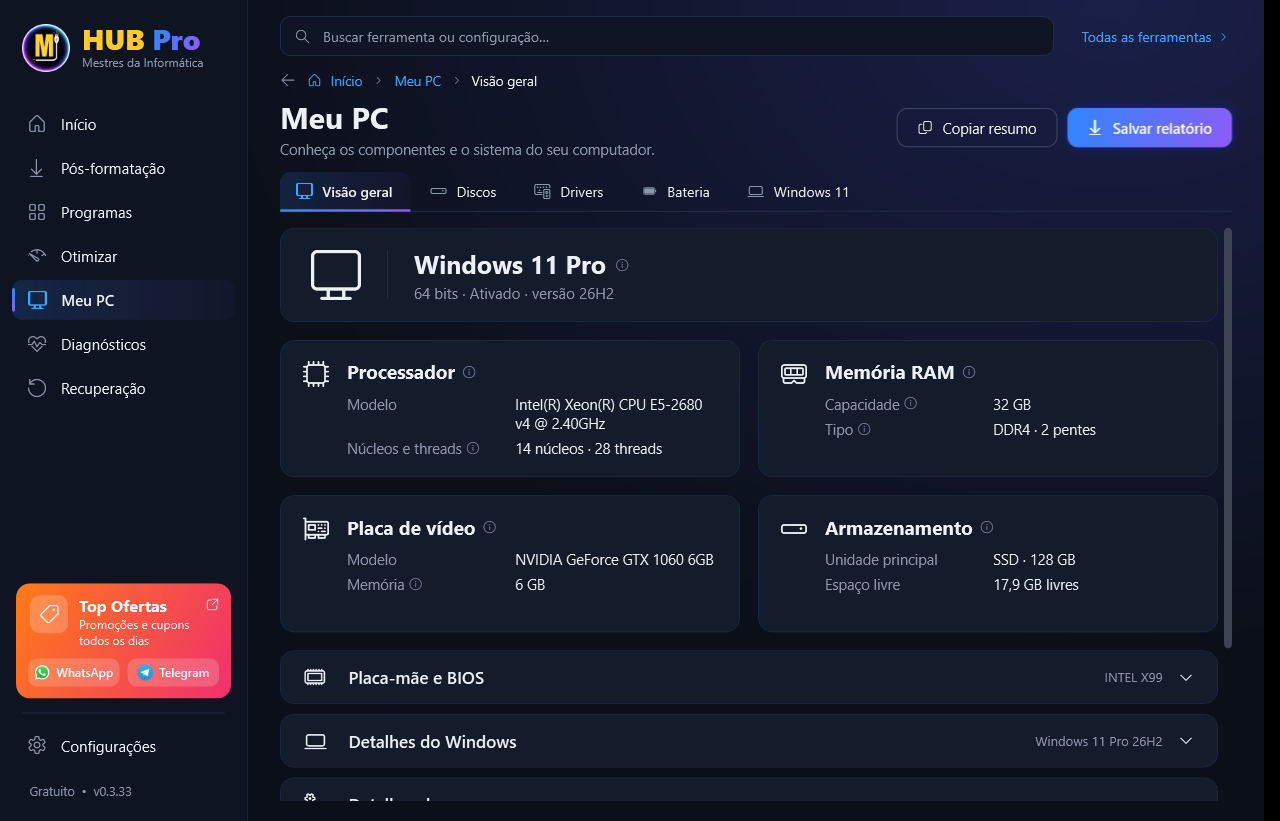 HUB Pro
Mestres da Informática
Buscar ferramenta ou configuração...
Todas as ferramentas
Início
Meu PC
Visão geral
Meu PC
Conheça os componentes e o sistema do seu computador.
Copiar resumo
Salvar relatório
Início
Pós-formatação
Programas
Otimizar
Meu PC
Diagnósticos
Recuperação
Visão geral
Discos
Drivers
Bateria
Windows 11
Windows 11 Pro
64 bits · Ativado · versão 26H2
Processador
Modelo
Intel(R) Xeon(R) CPU E5-2680
v4 @ 2.40GHz
Núcleos e threads
14 núcleos · 28 threads
Memória RAM
Capacidade
32 GB
Tipo
DDR4 · 2 pentes
Placa de vídeo
Modelo
NVIDIA GeForce GTX 1060 6GB
Memória
6 GB
Armazenamento
Unidade principal
SSD · 128 GB
Espaço livre
17,9 GB livres
Placa-mãe e BIOS
INTEL X99
Detalhes do Windows
Windows 11 Pro 26H2
Top Ofertas
Promoções e cupons
todos os dias
WhatsApp
Telegram
Configurações
Gratuito • v0.3.33